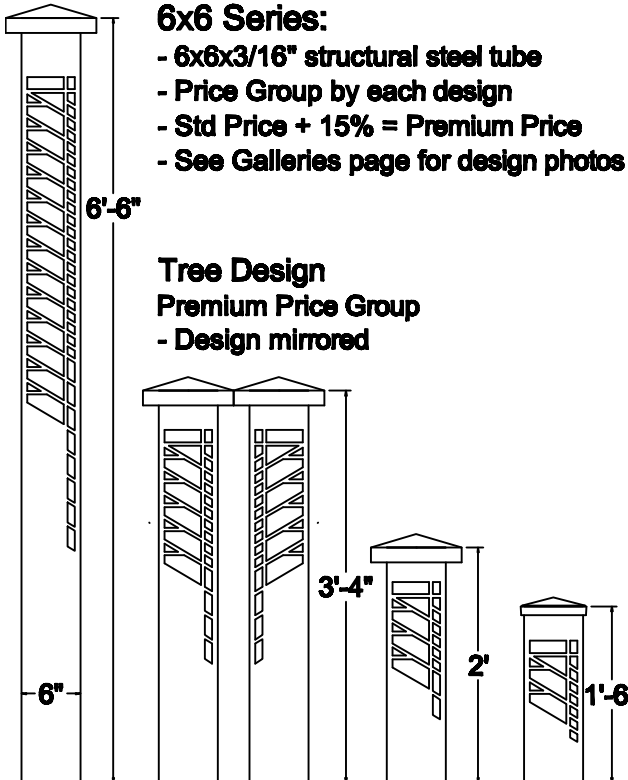 6x6 Series:
- 6x6x3/16" structural steel tube
- Price Group by each design
- Std Price + 15% = Premium Price
- See Galleries page for design photos
6'-6"
Tree Design
Premium Price Group
- Design mirrored
3'-4"
2'
6"
1'-6